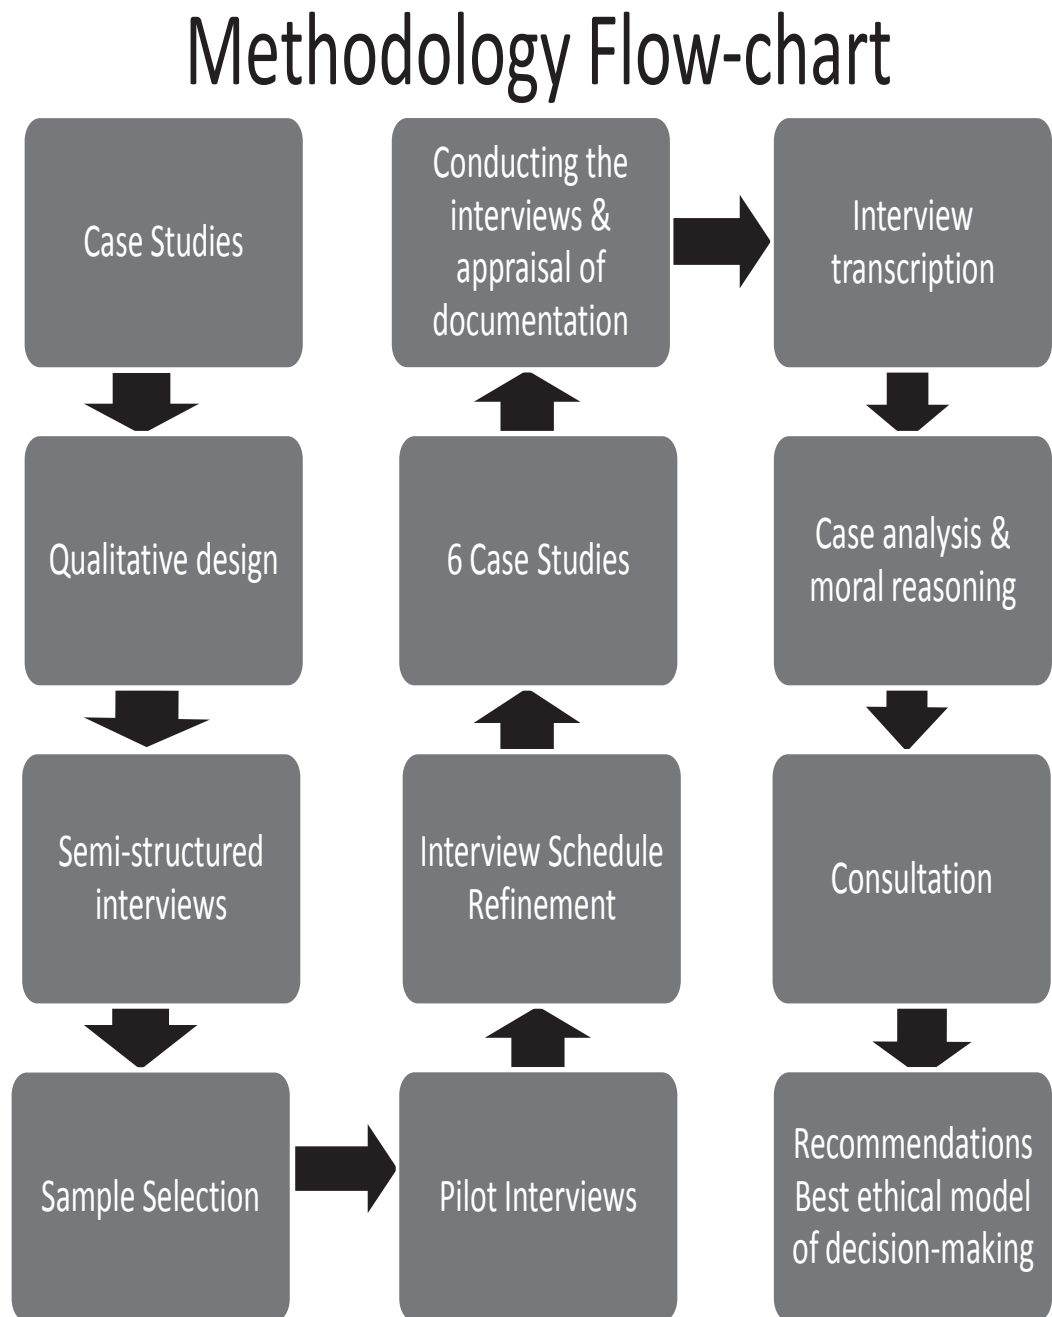 Methodology Flow-chart
Case Studies
Qualitative design
Semi-structured
interviews
Sample Selection
Pilot Interviews
Interview Schedule
Refinement
6 Case Studies
Conducting the
interviews &
appraisal of
documentation
Interview
transcription
Case analysis &
moral reasoning
Consultation
Recommendations
Best ethical model
of decision-making